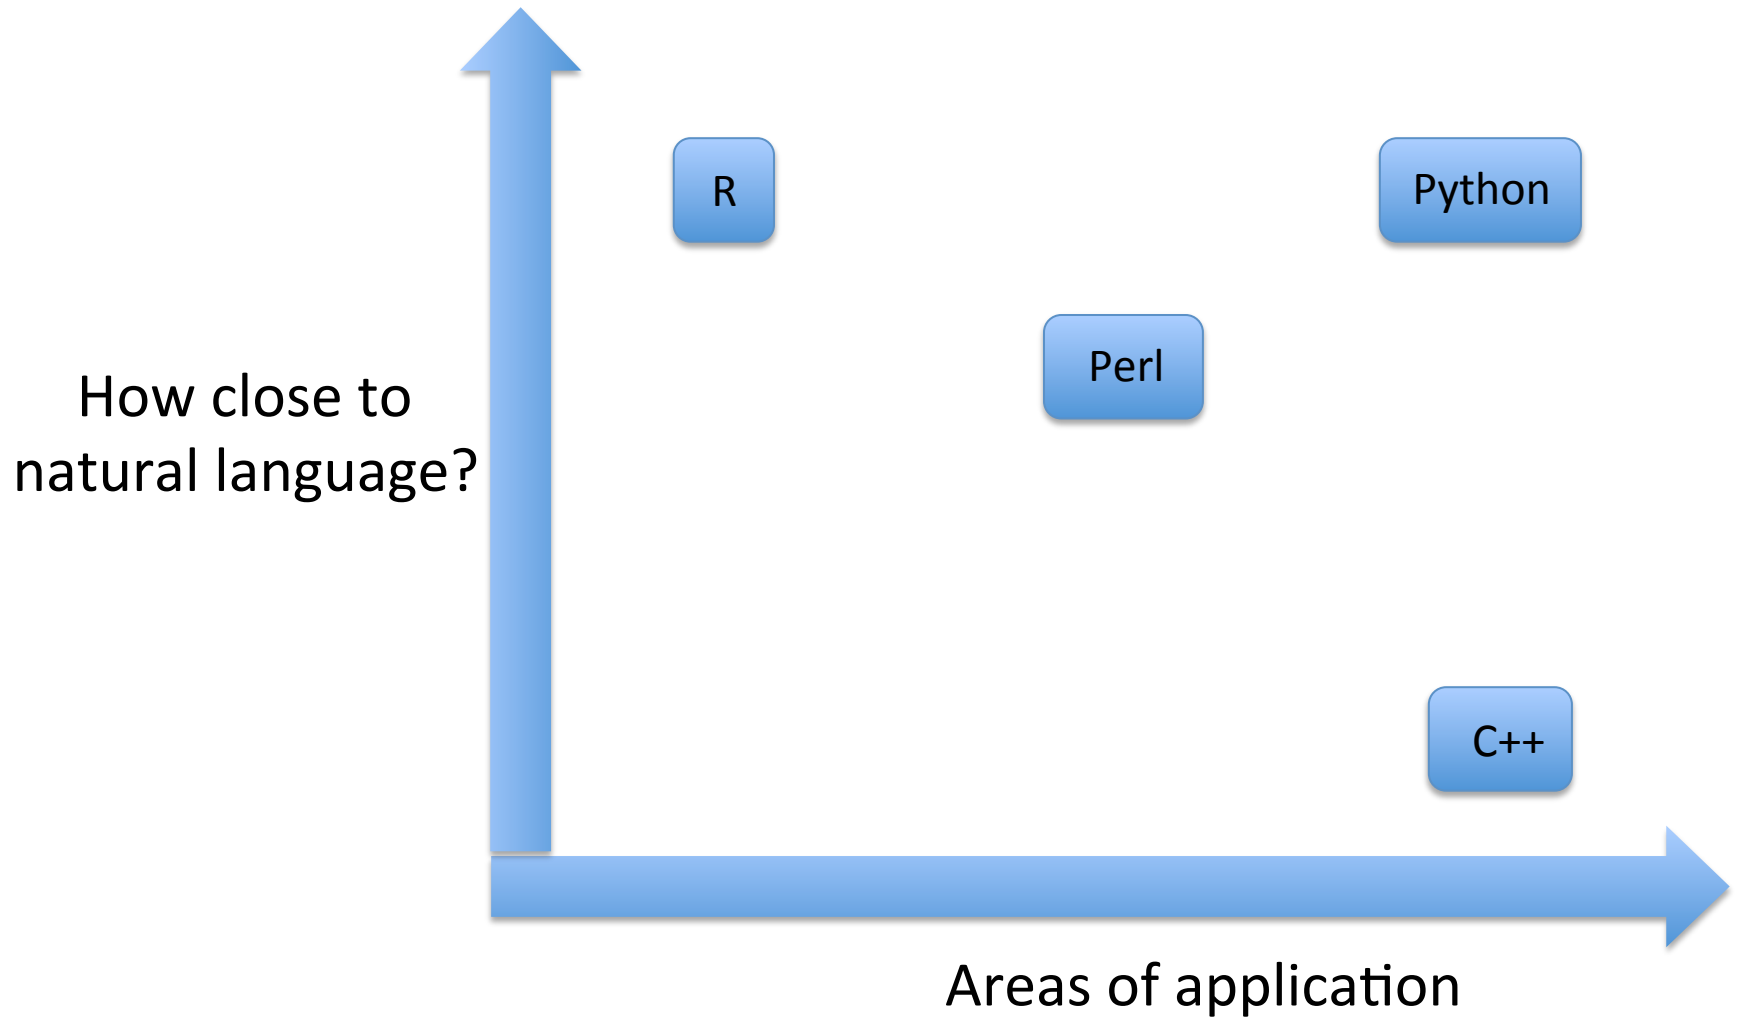 R
Python
Perl
How close to
natural language?
C++
Areas of application